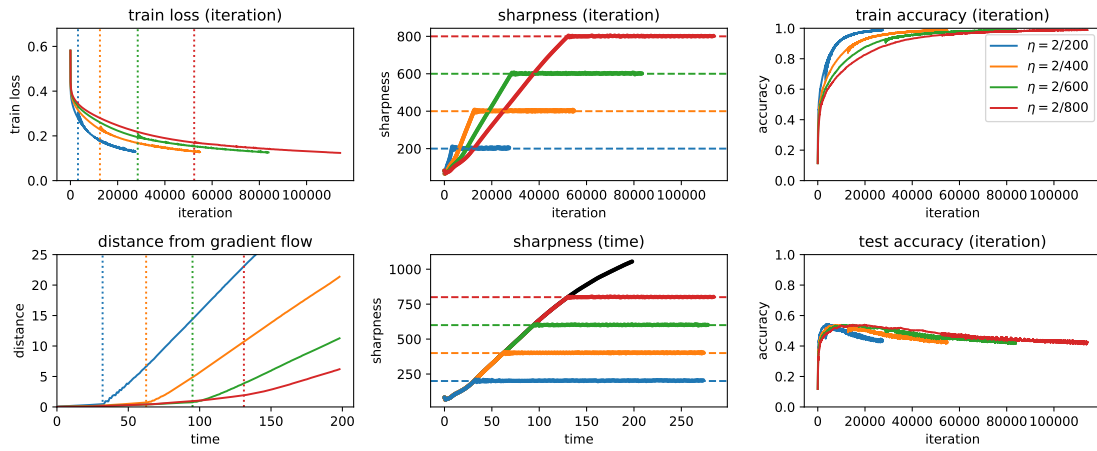 train loss (iteration)
train loss
0.6
0.4
0.2
0.0
0 20000 40000 60000 80000 100000
iteration
sharpness (iteration)
sharpness
800
600
400
200
0 20000 40000 60000 80000 100000
iteration
train accuracy (iteration)
accuracy
1.0
0.8
0.6
0.4
0.2
0.0
η = 2/200
η = 2/400
η = 2/600
η = 2/800
0 20000 40000 60000 80000 100000
iteration
distance from gradient flow
distance
25
20
15
10
5
0
0 50 100 150 200
time
sharpness (time)
sharpness
1000
750
500
250
0 50 100 150 200 250
time
test accuracy (iteration)
accuracy
1.0
0.8
0.6
0.4
0.2
0.0
0 20000 40000 60000 80000 100000
iteration